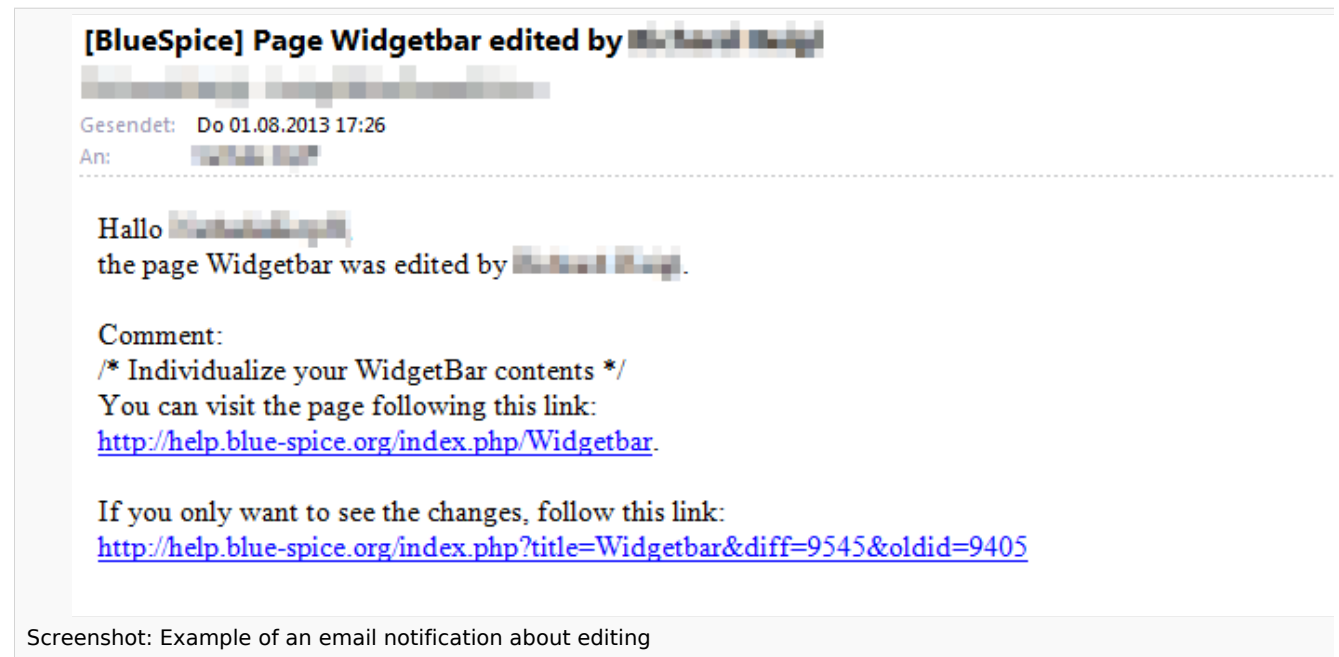 [BlueSpice] Page Widgetbar edited by
Gesendet: Do 01.08.2013 17:26
An:
Hallo
the page Widgetbar was edited by .
Comment:
/* Individualize your WidgetBar contents */
You can visit the page following this link:
http://help.blue-spice.org/index.php/Widgetbar.
If you only want to see the changes, follow this link:
http://help.blue-spice.org/index.php?title=Widgetbar&diff=9545&oldid=9405
Screenshot: Example of an email notification about editing